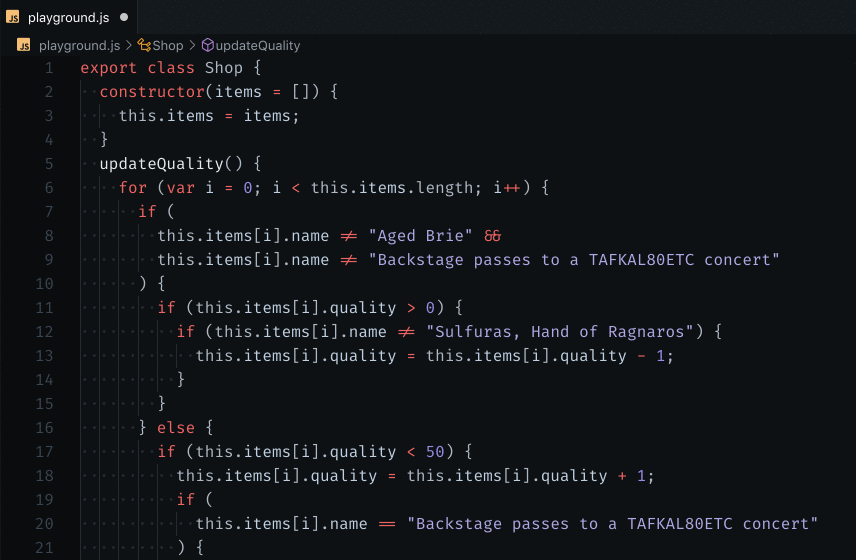 JS playground.js ●
JS playground.js > Shop > updateQuality
1 export class Shop {
2 constructor(items = []) {
3 this.items = items;
4 }
5 updateQuality() {
6 for (var i = 0; i < this.items.length; i++) {
7 if (
8 this.items[i].name != "Aged Brie" &&
9 this.items[i].name != "Backstage passes to a TAFKAL80ETC concert"
10 ) {
11 if (this.items[i].quality > 0) {
12 if (this.items[i].name != "Sulfuras, Hand of Ragnaros") {
13 this.items[i].quality = this.items[i].quality - 1;
14 }
15 }
16 } else {
17 if (this.items[i].quality < 50) {
18 this.items[i].quality = this.items[i].quality + 1;
19 if (
20 this.items[i].name == "Backstage passes to a TAFKAL80ETC concert"
21 ) {